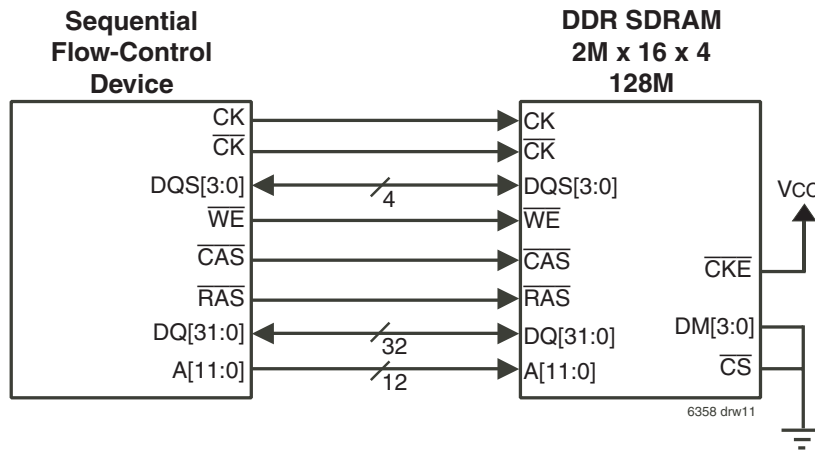 Sequential
Flow-Control
Device
DDR SDRAM
2M x 16 x 4
128M
CK
CK
CK
CK
DQS[3:0]
4
DQS[3:0]
VCC
WE
WE
CAS
CAS
CKE
RAS
RAS
DQ[31:0]
32
DQ[31:0]
DM[3:0]
A[11:0]
12
A[11:0]
CS
6358 drw11